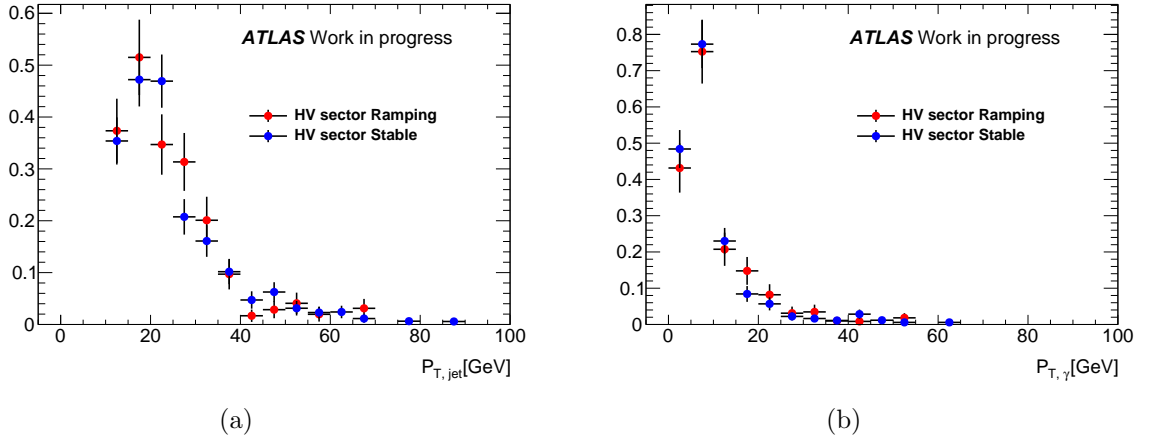 0.6
0.5
0.4
0.3
0.2
0.1
0
0 20 40 60 80 100
ATLAS Work in progress
HV sector Ramping
HV sector Stable
P_T, jet[GeV]
(a)
0.8
0.7
0.6
0.5
0.4
0.3
0.2
0.1
0
0 20 40 60 80 100
ATLAS Work in progress
HV sector Ramping
HV sector Stable
P_T, γ[GeV]
(b)